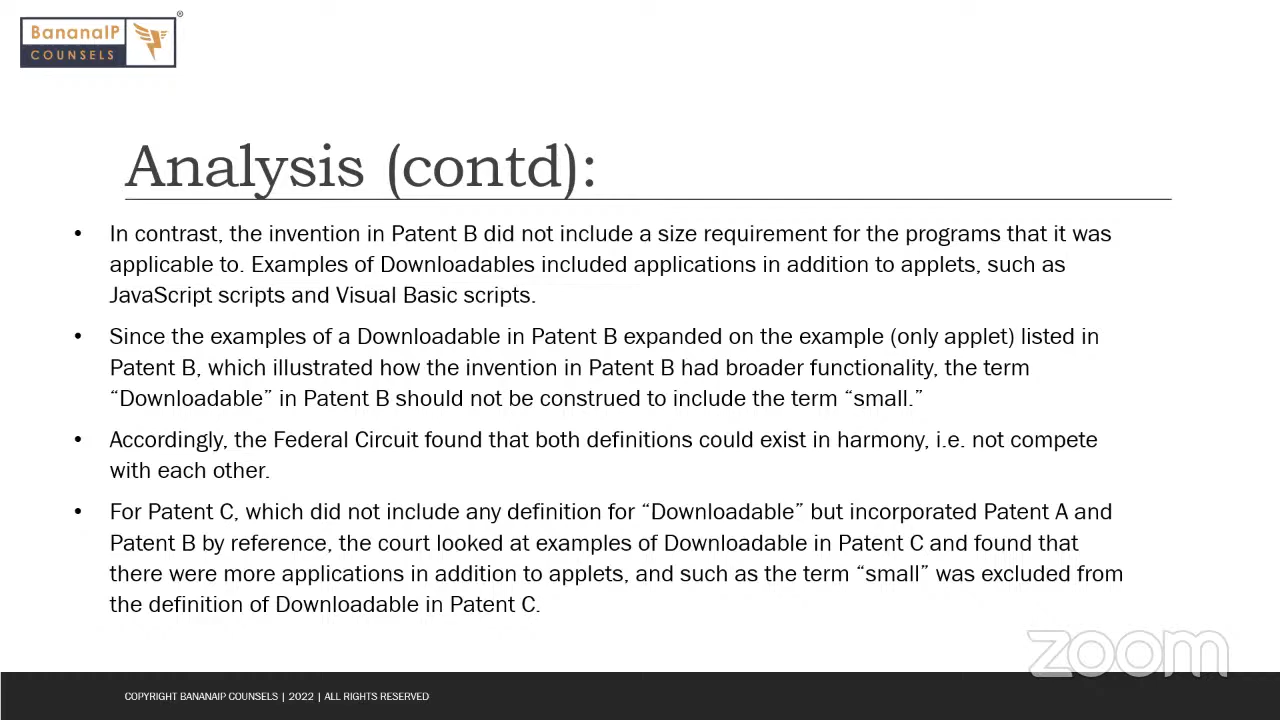 BananaIP
COUNSELS
®
Analysis (contd):
• In contrast, the invention in Patent B did not include a size requirement for the programs that it was
applicable to. Examples of Downloadables included applications in addition to applets, such as
JavaScript scripts and Visual Basic scripts.
• Since the examples of a Downloadable in Patent B expanded on the example (only applet) listed in
Patent B, which illustrated how the invention in Patent B had broader functionality, the term
“Downloadable” in Patent B should not be construed to include the term “small.”
• Accordingly, the Federal Circuit found that both definitions could exist in harmony, i.e. not compete
with each other.
• For Patent C, which did not include any definition for “Downloadable” but incorporated Patent A and
Patent B by reference, the court looked at examples of Downloadable in Patent C and found that
there were more applications in addition to applets, and such as the term “small” was excluded from
the definition of Downloadable in Patent C.
zoom
COPYRIGHT BANANAIP COUNSELS | 2022 | ALL RIGHTS RESERVED